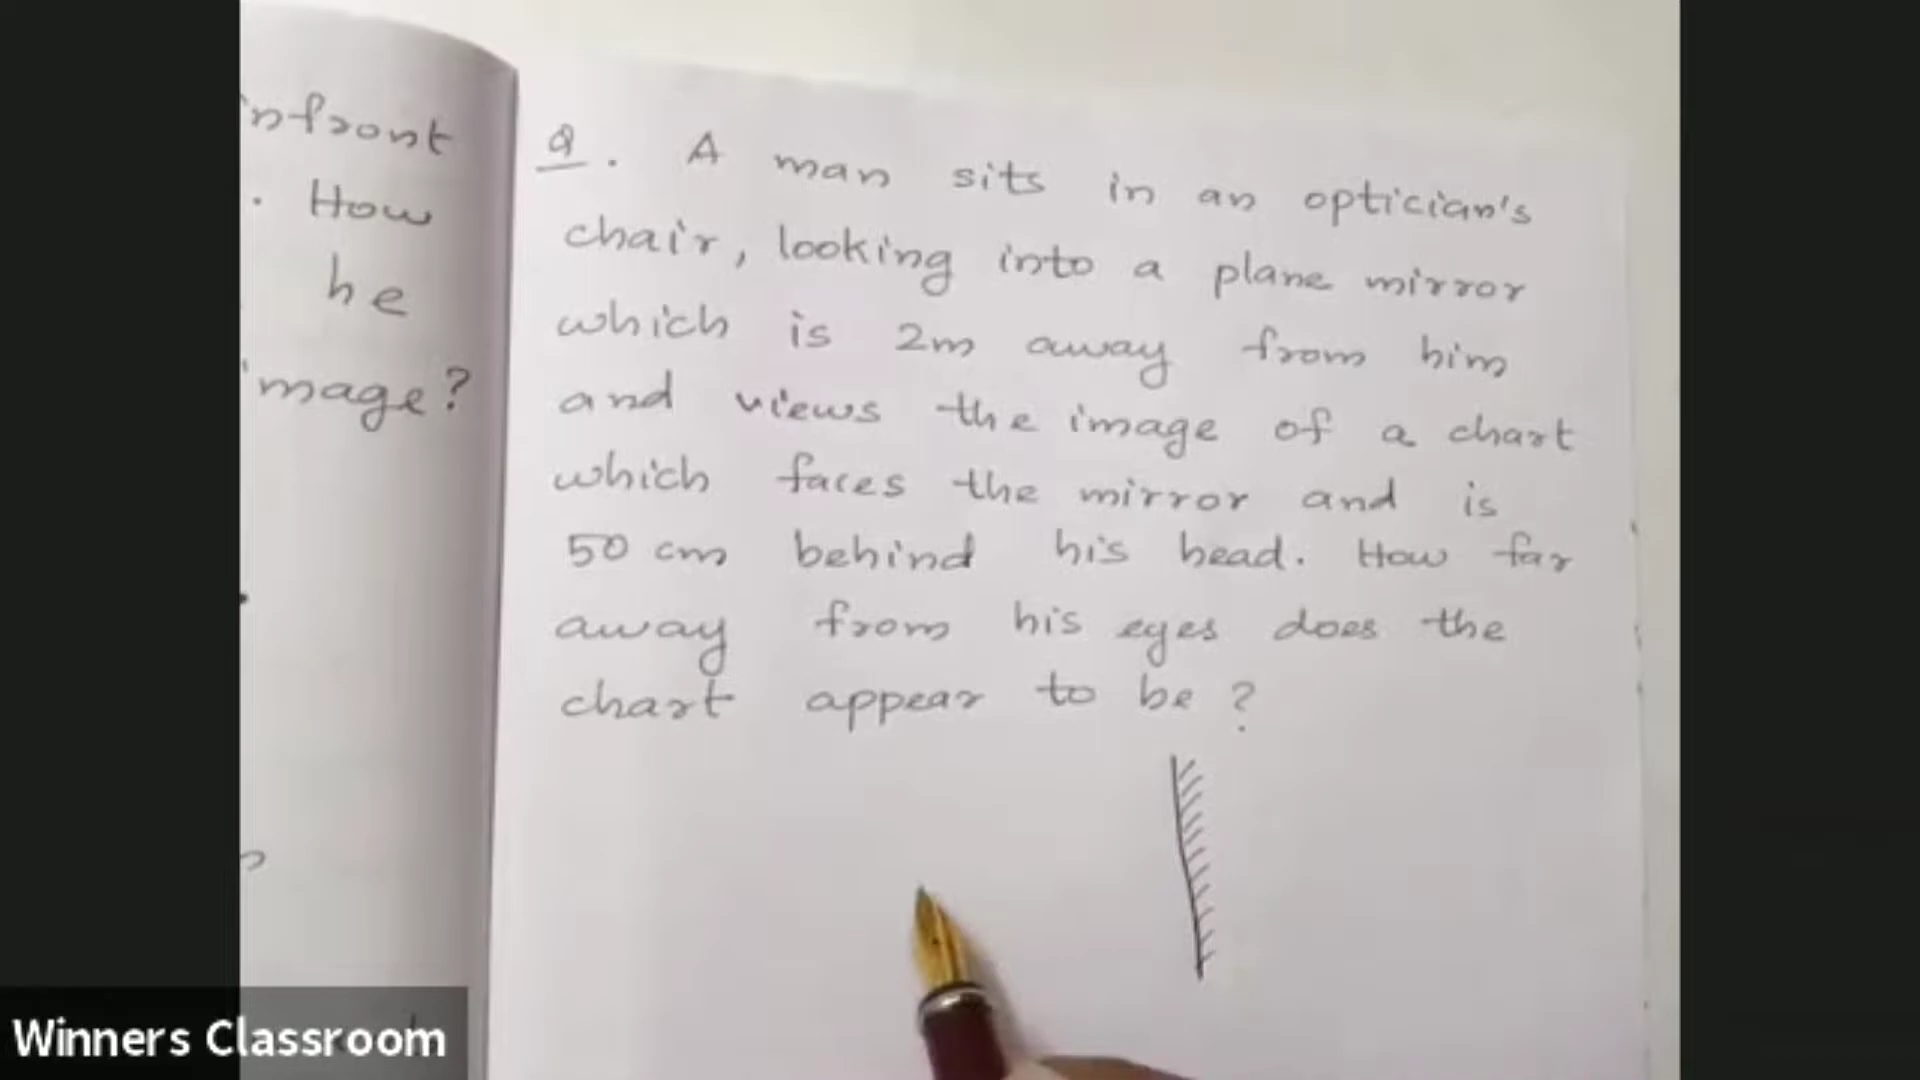 nfront
. How
he
mage?
Q. A man sits in an optician's
chair, looking into a plane mirror
which is 2m away from him
and views the image of a chart
which faces the mirror and is
50 cm behind his head. How far
away from his eyes does the
chart appear to be?
Winners Classroom